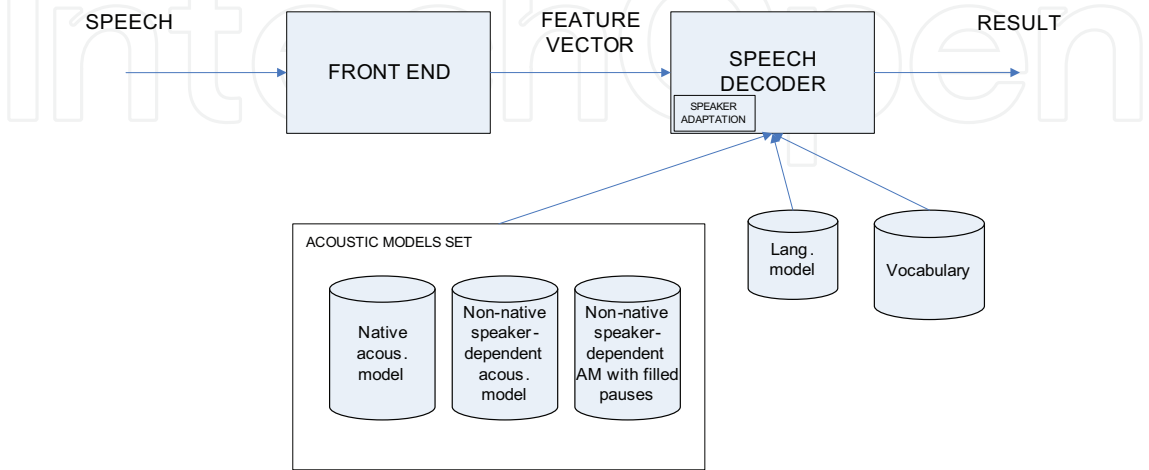 IntechOpen
SPEECH
FEATURE
VECTOR
RESULT
FRONT END
SPEECH
DECODER
SPEAKER
ADAPTATION
ACOUSTIC MODELS SET
Native
acous.
model
Non-native
speaker-
dependent
acous.
model
Non-native
speaker-
dependent
AM with filled
pauses
Lang.
model
Vocabulary